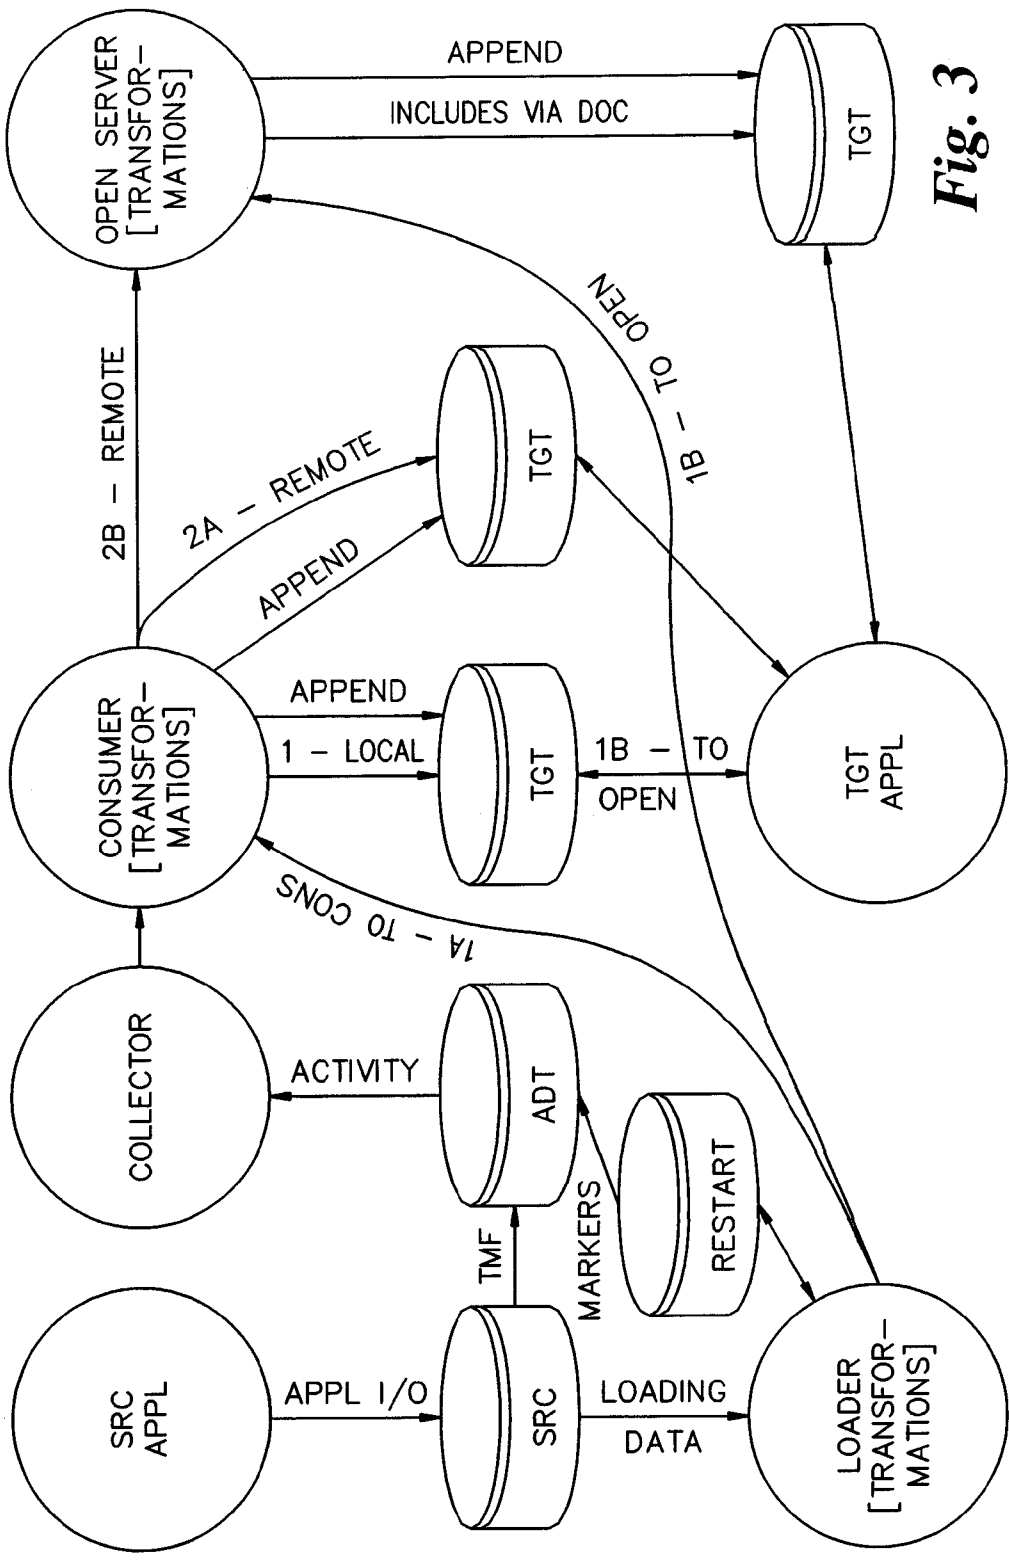 SRC
APPL
COLLECTOR
CONSUMER
[TRANSFOR-
MATIONS]
2B - REMOTE
OPEN SERVER
[TRANSFOR-
MATIONS]
APPL I/O
ACTIVITY
1A - TO CONS
1 - LOCAL
APPEND
APPEND
2A - REMOTE
INCLUDES VIA DOC
APPEND
SRC
TMF
ADT
TGT
TGT
LOADING
DATA
MARKERS
RESTART
1B - TO
OPEN
1B - TO OPEN
LOADER
[TRANSFOR-
MATIONS]
TGT
APPL
TGT
Fig. 3